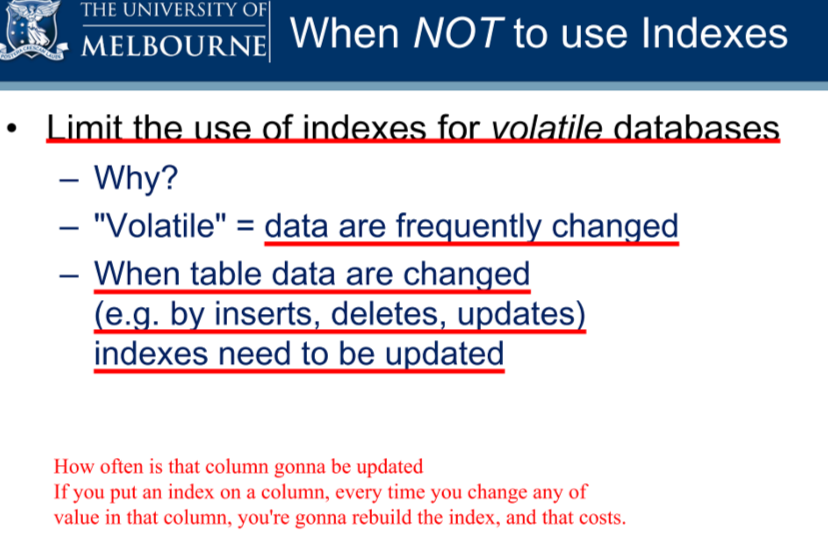 THE UNIVERSITY OF
MELBOURNE
When NOT to use Indexes
• Limit the use of indexes for volatile databases
– Why?
– "Volatile" = data are frequently changed
– When table data are changed
(e.g. by inserts, deletes, updates)
indexes need to be updated
How often is that column gonna be updated
If you put an index on a column, every time you change any of
value in that column, you're gonna rebuild the index, and that costs.